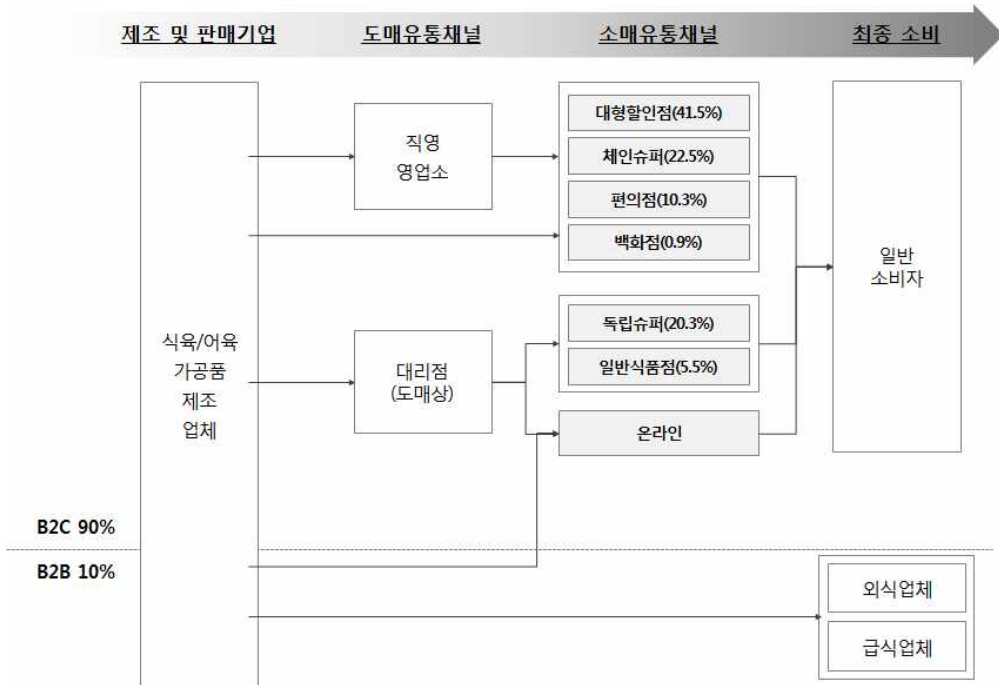 제조 및 판매기업
도매유통채널
소매유통채널
최종 소비
식육/어육
가공품
제조
업체
직영
영업소
대리점
(도매상)
대형할인점(41.5%)
체인슈퍼(22.5%)
편의점(10.3%)
백화점(0.9%)
독립슈퍼(20.3%)
일반식품점(5.5%)
온라인
일반
소비자
B2C 90%
B2B 10%
외식업체
급식업체